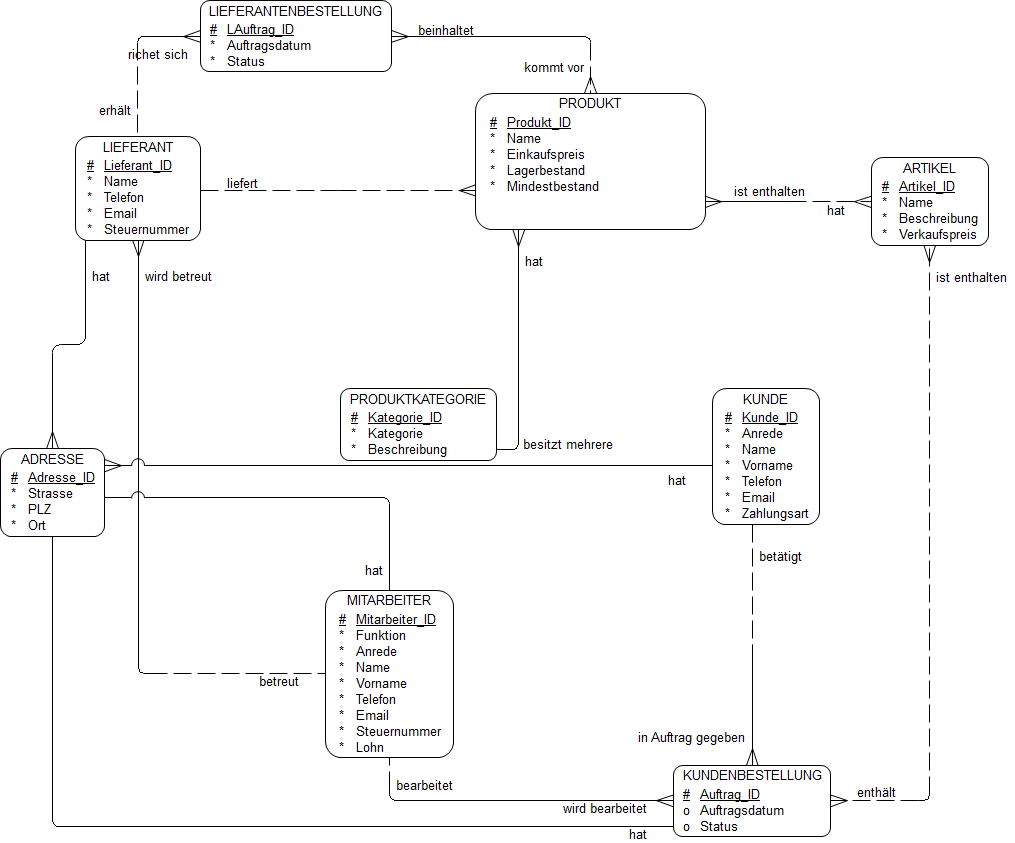 LIEFERANTENBESTELLUNG
# LAuftrag_ID
* Auftragsdatum
* Status
beinhaltet
richet sich
kommt vor
erhält
PRODUKT
# Produkt_ID
* Name
* Einkaufspreis
* Lagerbestand
* Mindestbestand
LIEFERANT
# Lieferant_ID
* Name
* Telefon
* Email
* Steuernummer
liefert
ist enthalten
hat
ARTIKEL
# Artikel_ID
* Name
* Beschreibung
* Verkaufspreis
hat
wird betreut
hat
ist enthalten
PRODUKTKATEGORIE
# Kategorie_ID
* Kategorie
* Beschreibung
besitzt mehrere
KUNDE
# Kunde_ID
* Anrede
* Name
* Vorname
* Telefon
* Email
* Zahlungsart
ADRESSE
# Adresse_ID
* Strasse
* PLZ
* Ort
hat
betätigt
hat
MITARBEITER
# Mitarbeiter_ID
* Funktion
* Anrede
* Name
* Vorname
* Telefon
* Email
* Steuernummer
* Lohn
betreut
in Auftrag gegeben
bearbeitet
wird bearbeitet
KUNDENBESTELLUNG
# Auftrag_ID
o Auftragsdatum
o Status
enthält
hat